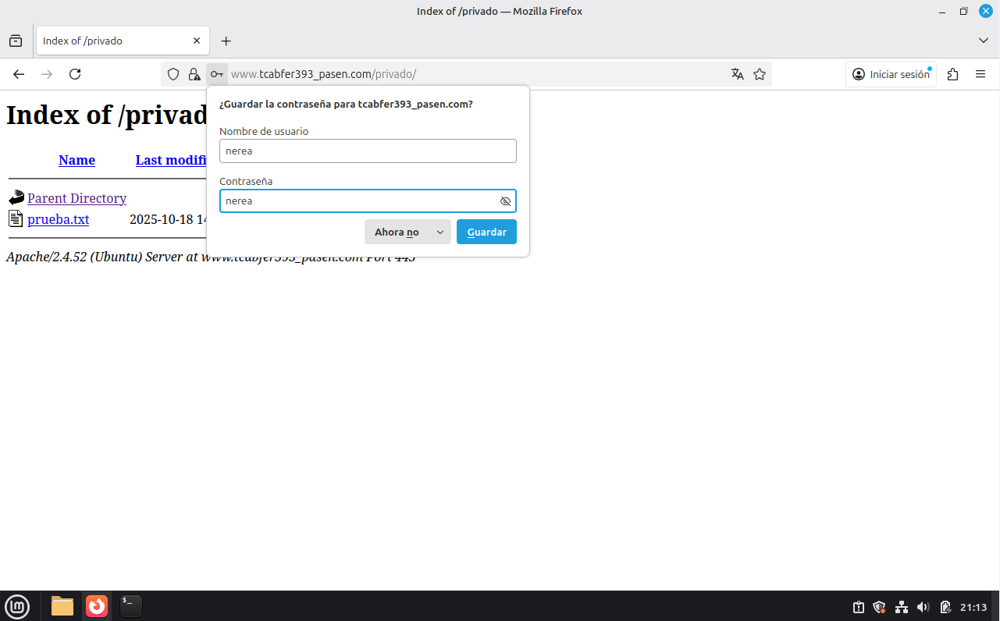 Index of /privado — Mozilla Firefox
Index of /privado
www.tcabfer393_pasen.com/privado/
Iniciar sesión
¿Guardar la contraseña para tcabfer393_pasen.com?
Nombre de usuario
nerea
Contraseña
nerea
Ahora no
Guardar
Index of /privad
Name Last modifi
Parent Directory
prueba.txt 2025-10-18 14
Apache/2.4.52 (Ubuntu) Server at www.tcabfer393_pasen.com Port 443
21:13